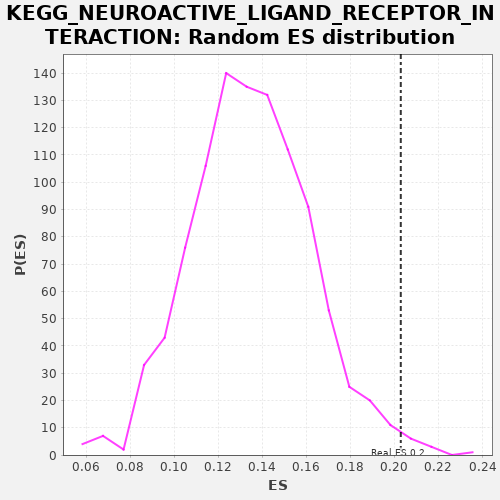 KEGG_NEUROACTIVE_LIGAND_RECEPTOR_IN
TERACTION: Random ES distribution
140
130
120
110
100
90
80
70
60
50
40
30
20
10
0
P(ES)
Real ES 0.2
0.06 0.08 0.10 0.12 0.14 0.16 0.18 0.20 0.22 0.24
ES